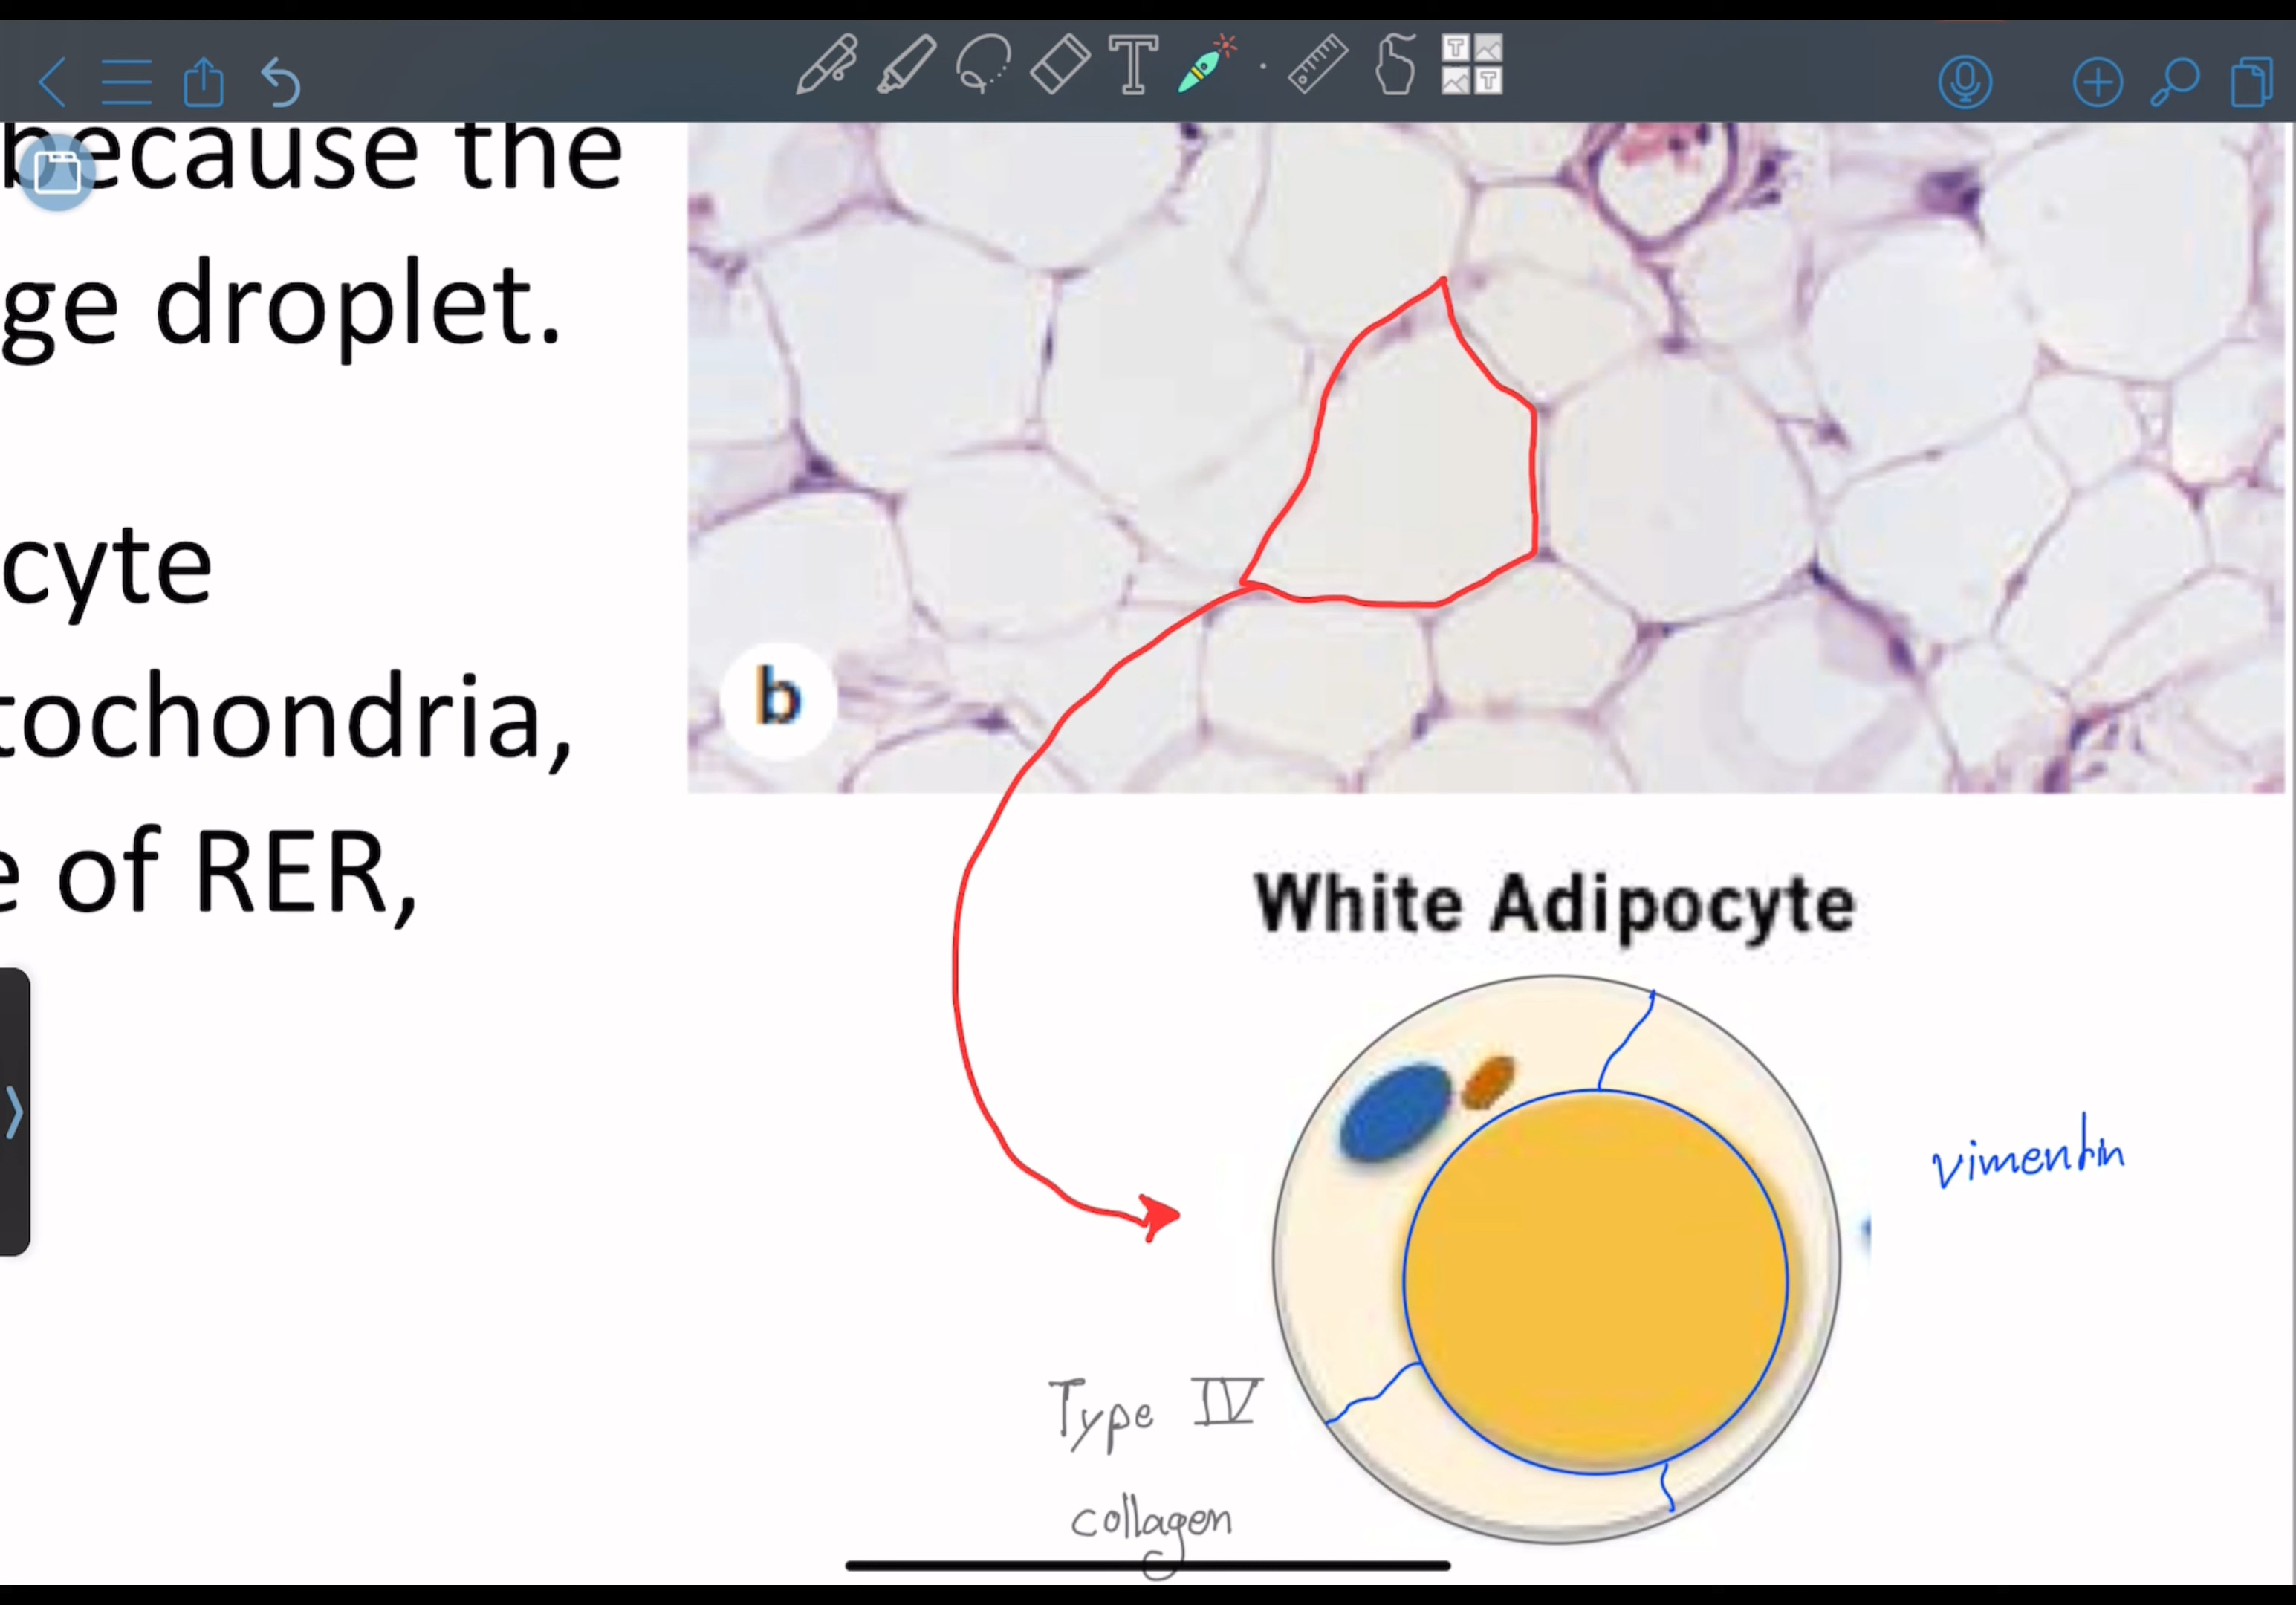 because the
ge droplet.
cyte
tochondria,
e of RER,
b
White Adipocyte
vimentin
Type IV
collagen